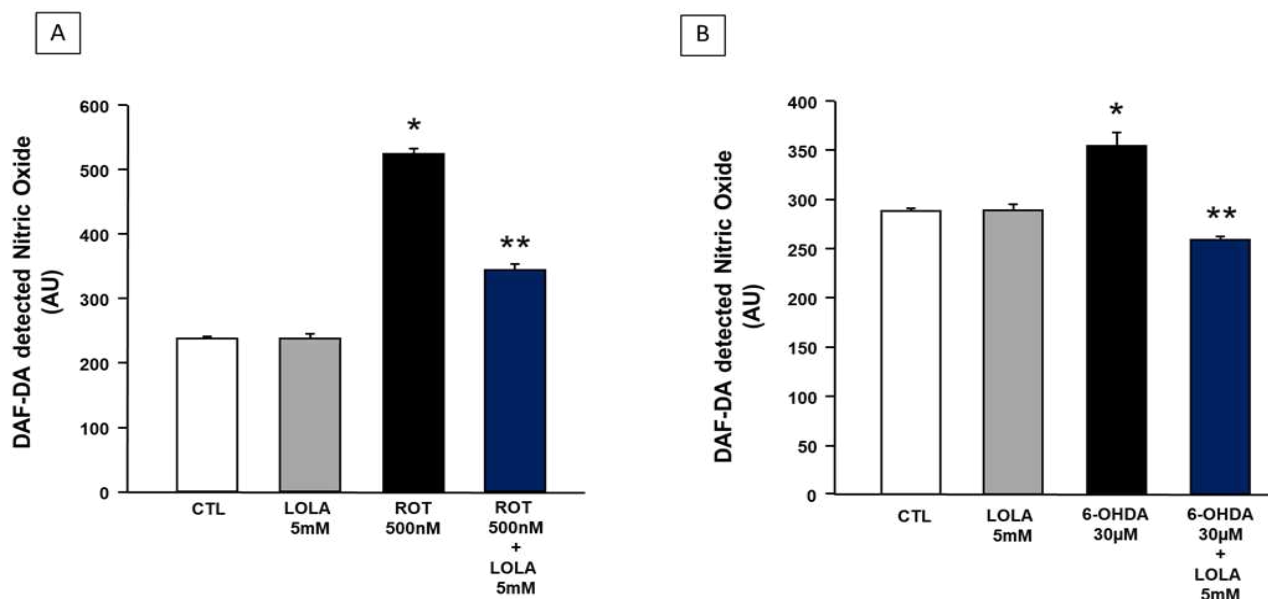 A
DAF-DA detected Nitric Oxide
(AU)
600
500
400
300
200
100
0
*
**
CTL
LOLA
5mM
ROT
500nM
ROT
500nM
+
LOLA
5mM
B
DAF-DA detected Nitric Oxide
(AU)
400
350
300
250
200
150
100
50
0
*
**
CTL
LOLA
5mM
6-OHDA
30µM
6-OHDA
30µM
+
LOLA
5mM